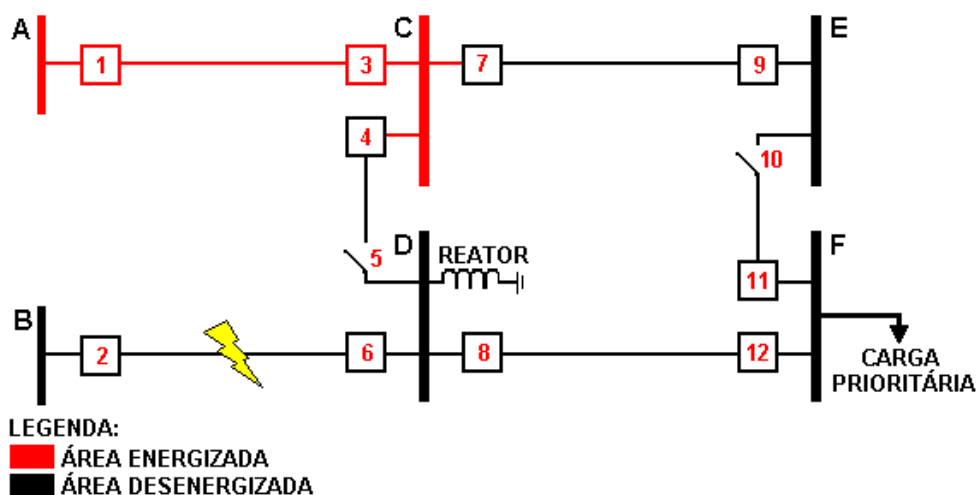 A
C
E
1
3
7
9
4
10
D
REATOR
5
F
11
B
2
6
8
12
CARGA
PRIORITÁRIA
LEGENDA:
ÁREA ENERGIZADA
ÁREA DESENERGIZADA